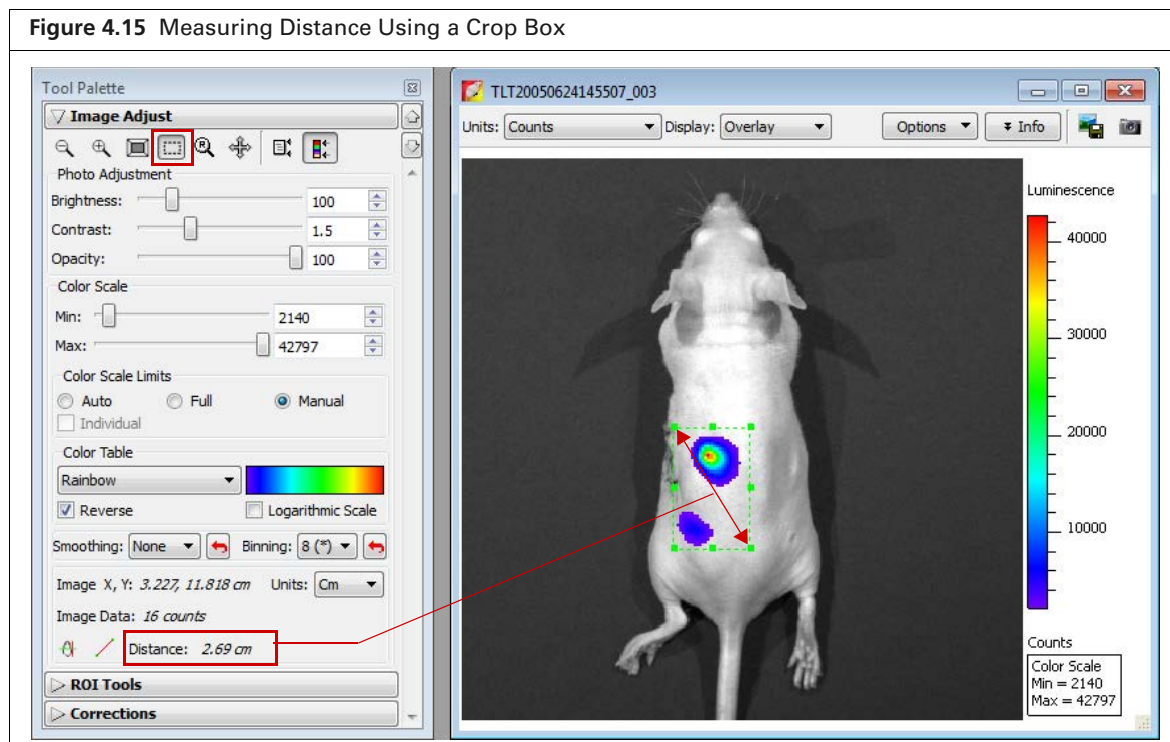 Figure 4.15 Measuring Distance Using a Crop Box
Tool Palette
Image Adjust
Photo Adjustment
Brightness: 100
Contrast: 1.5
Opacity: 100
Color Scale
Min: 2140
Max: 42797
Color Scale Limits
Auto Full Manual
Individual
Color Table
Rainbow
Reverse Logarithmic Scale
Smoothing: None Binning: 8 (*)
Image X, Y: 3.227, 11.818 cm Units: Cm
Image Data: 16 counts
Distance: 2.69 cm
ROI Tools
Corrections
TLT20050624145507_003
Units: Counts Display: Overlay Options Info
Luminescence
40000
30000
20000
10000
Counts
Color Scale
Min = 2140
Max = 42797